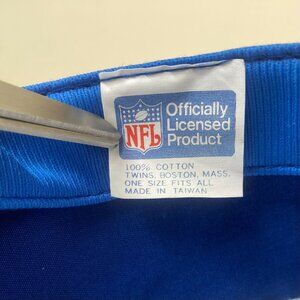 NFL
Officially
Licensed
Product
100% COTTON
TWINS, BOSTON, MASS.
ONE SIZE FITS ALL
MADE IN TAIWAN